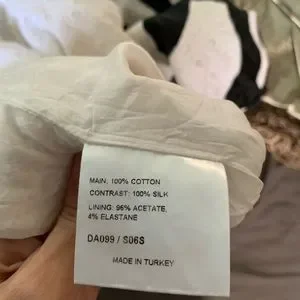 MAIN: 100% COTTON
CONTRAST: 100% SILK
LINING: 96% ACETATE,
4% ELASTANE
DA099 / S06S
MADE IN TURKEY